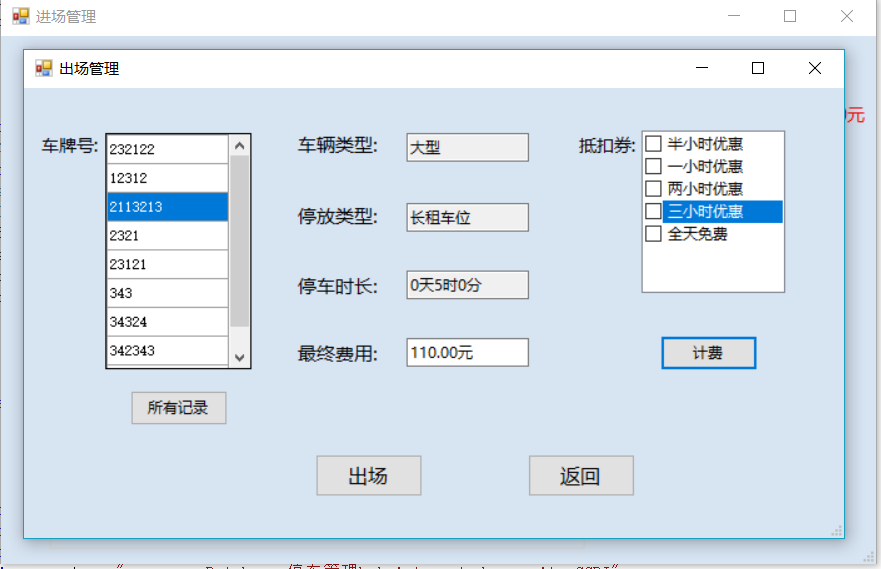 进场管理
元
出场管理
车牌号:
232122
12312
2113213
2321
23121
343
34324
342343
所有记录
车辆类型:
大型
停放类型:
长租车位
停车时长:
0天5时0分
最终费用:
110.00元
抵扣券:
半小时优惠
一小时优惠
两小时优惠
三小时优惠
全天免费
计费
出场
返回